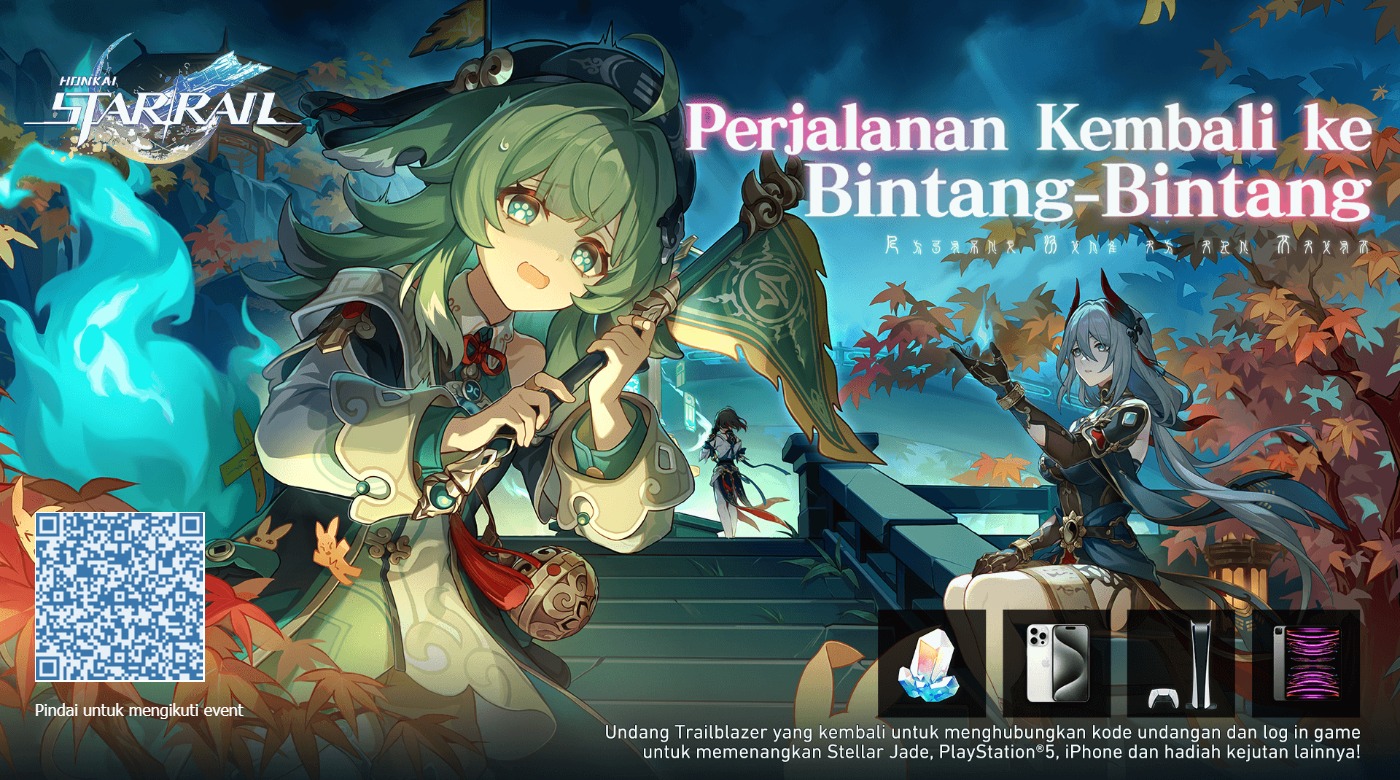 HONKAI
STAR RAIL
Perjalanan Kembali ke
Bintang-Bintang
Pindai untuk mengikuti event
Undang Trailblazer yang kembali untuk menghubungkan kode undangan dan log in game
untuk memenangkan Stellar Jade, PlayStation®5, iPhone dan hadiah kejutan lainnya!